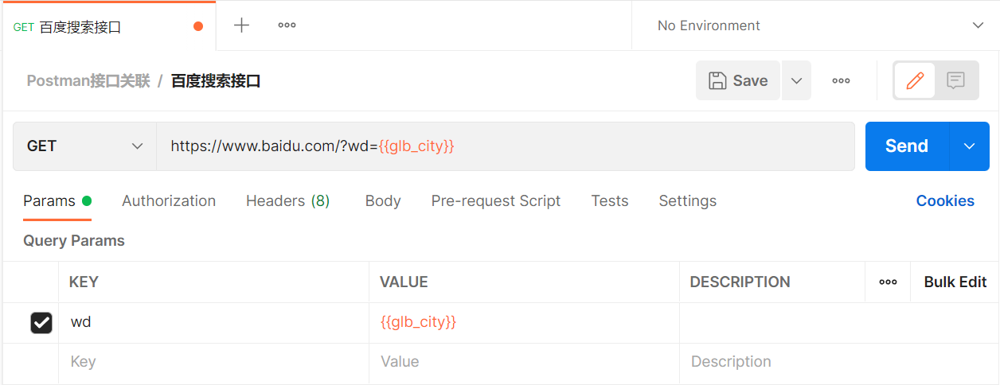 GET 百度搜索接口
No Environment
Postman接口关联 / 百度搜索接口
Save
GET
https://www.baidu.com/?wd={{glb_city}}
Send
Params Authorization Headers (8) Body Pre-request Script Tests Settings Cookies
Query Params
KEY VALUE DESCRIPTION Bulk Edit
wd {{glb_city}}
Key Value Description